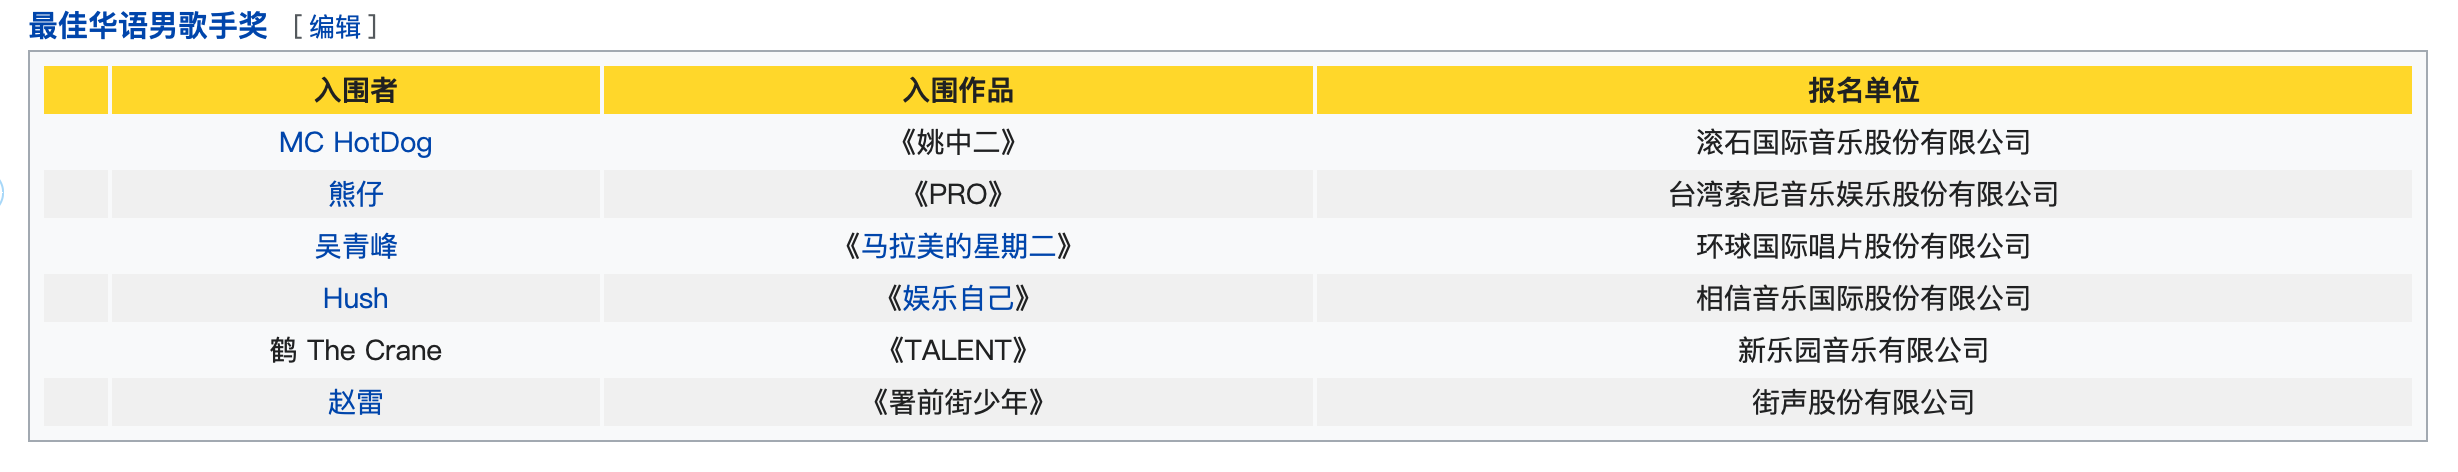 最佳华语男歌手奖 [编辑]
入围者 入围作品 报名单位
MC HotDog 《姚中二》 滚石国际音乐股份有限公司
熊仔 《PRO》 台湾索尼音乐娱乐股份有限公司
吴青峰 《马拉美的星期二》 环球国际唱片股份有限公司
Hush 《娱乐自己》 相信音乐国际股份有限公司
鹤 The Crane 《TALENT》 新乐园音乐有限公司
赵雷 《署前街少年》 街声股份有限公司